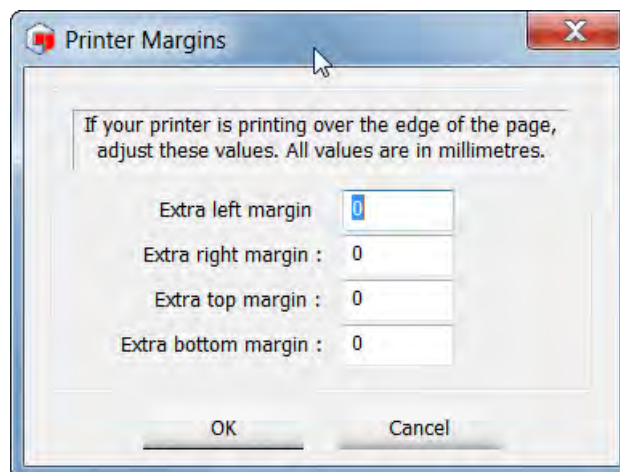 Printer Margins
If your printer is printing over the edge of the page,
adjust these values. All values are in millimetres.
Extra left margin 0
Extra right margin : 0
Extra top margin : 0
Extra bottom margin : 0
OK Cancel